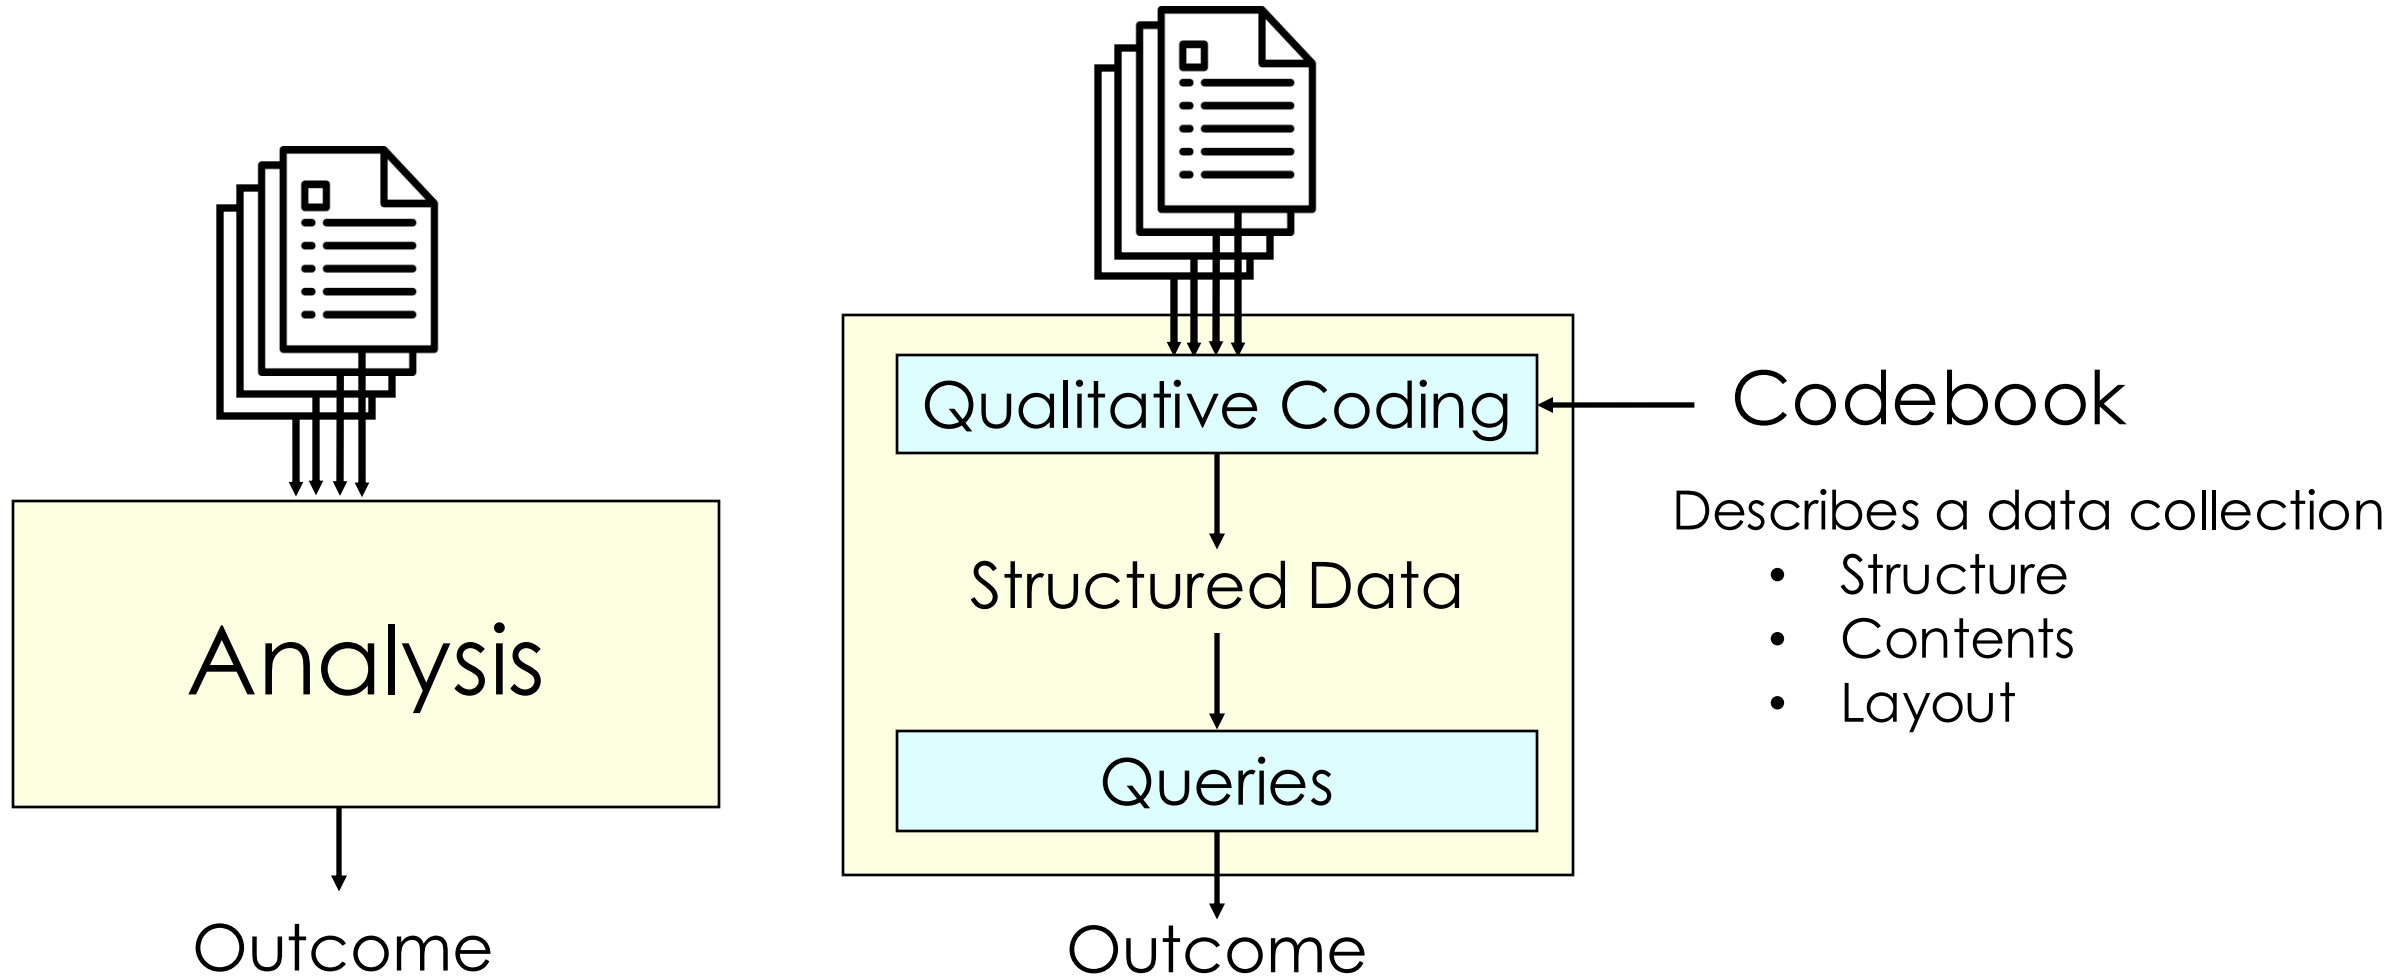 Analysis
Outcome
Qualitative Coding
Structured Data
Queries
Outcome
Codebook
Describes a data collection
• Structure
• Contents
• Layout